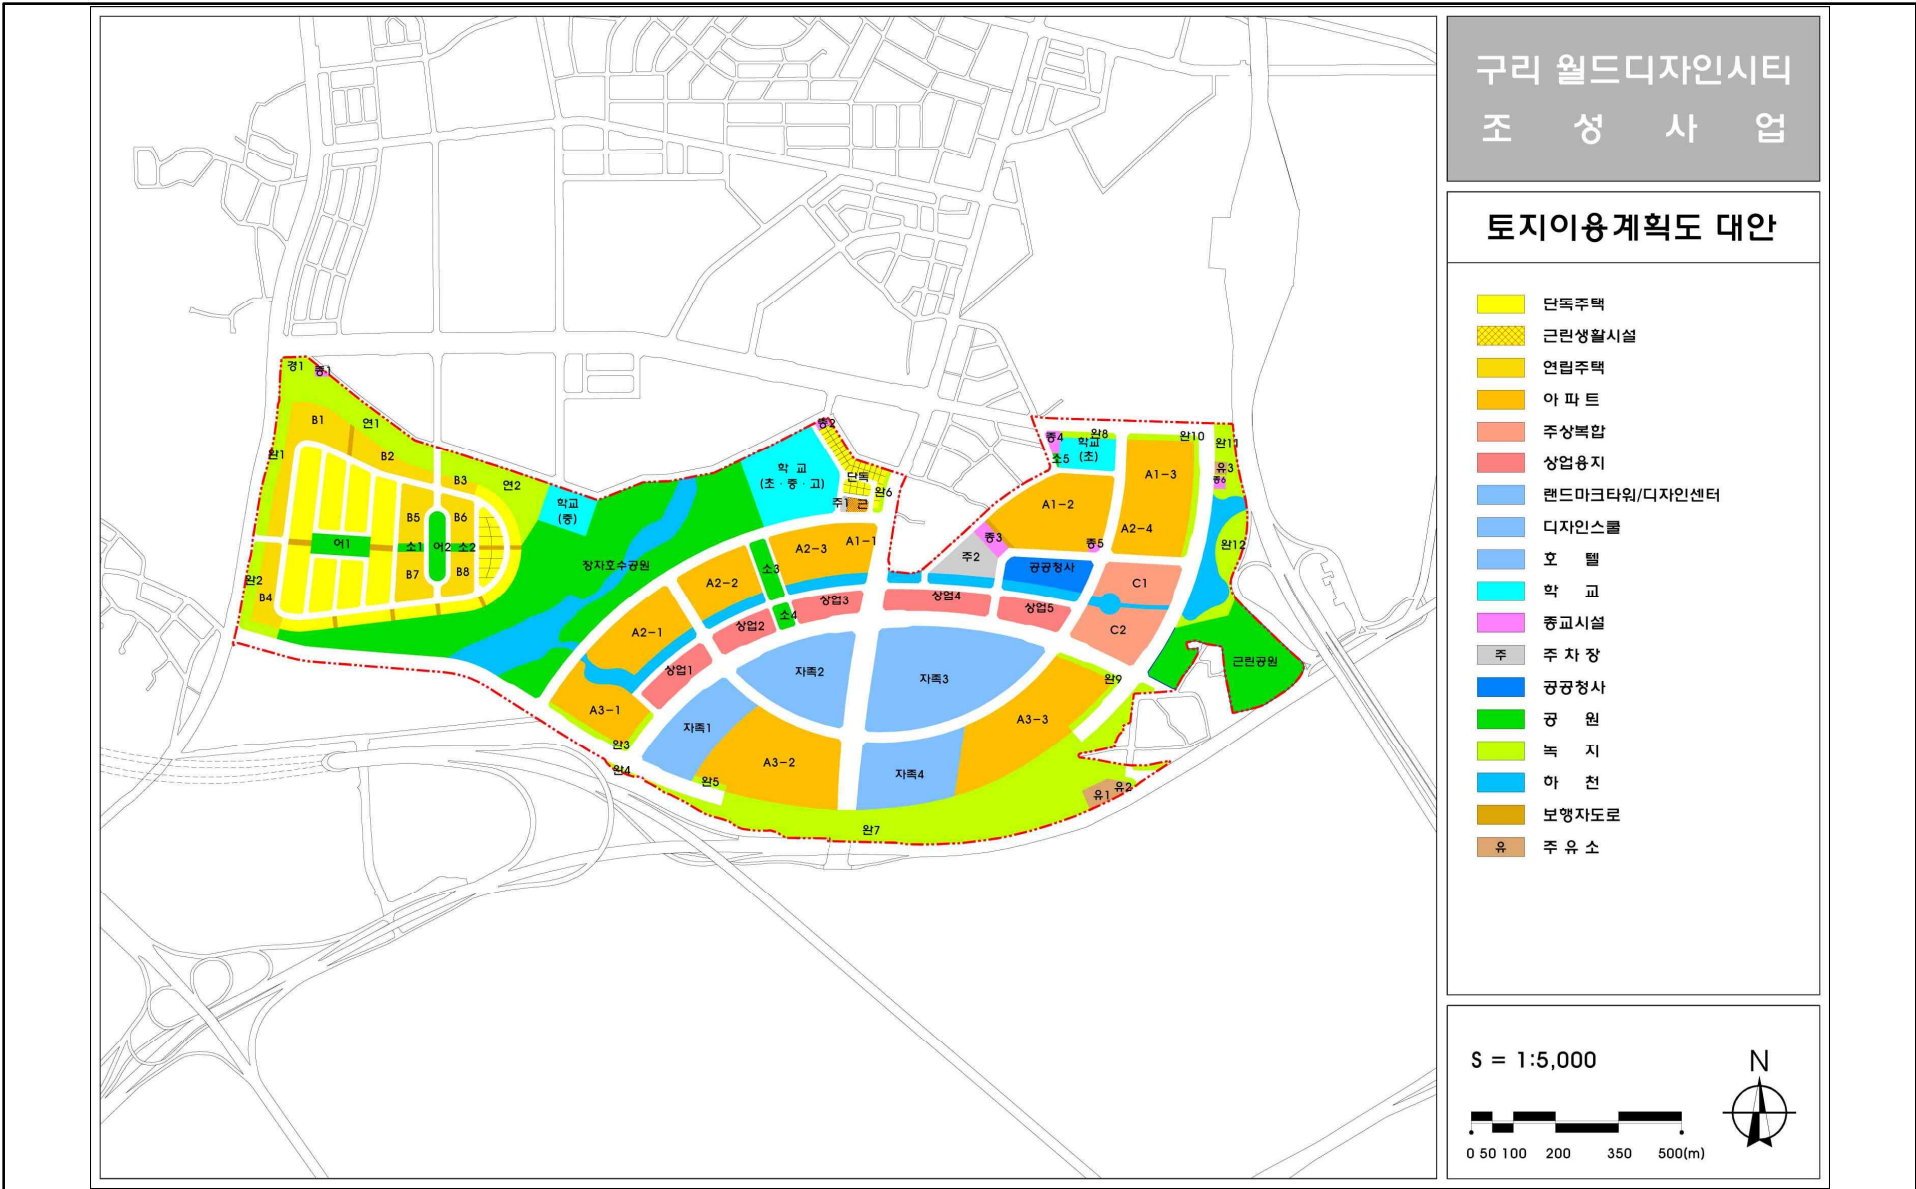 구리 월드디자인시티
조 성 사 업
토지이용계획도 대안
단독주택
근린생활시설
연립주택
아 파 트
주상복합
상업용지
랜드마크타워/디자인센터
디자인스쿨
호 텔
학 교
종교시설
주 주 차 장
공공청사
공 원
녹 지
하 천
보행자도로
유 주 유 소
S = 1:5,000
N
0 50 100 200 350 500(m)
경1
종1
B1
연1
완1
B2
B3
연2
B5
B6
어1
소1
어2
소2
B7
B8
완2
B4
학교
(중)
장자호수공원
종2
학 교
(초·중·고)
단독
완6
주1
근
A1-1
A2-3
소3
A2-2
A2-1
소4
상업3
상업2
상업1
A3-1
완3
완4
종4
완8
학교
(초)
소5
완10
완11
유3
종6
A1-3
A1-2
A2-4
종5
종3
주2
공공청사
완12
C1
C2
상업4
상업5
근린공원
자족2
자족3
완9
자족1
A3-2
A3-3
자족4
완5
유1
유2
완7